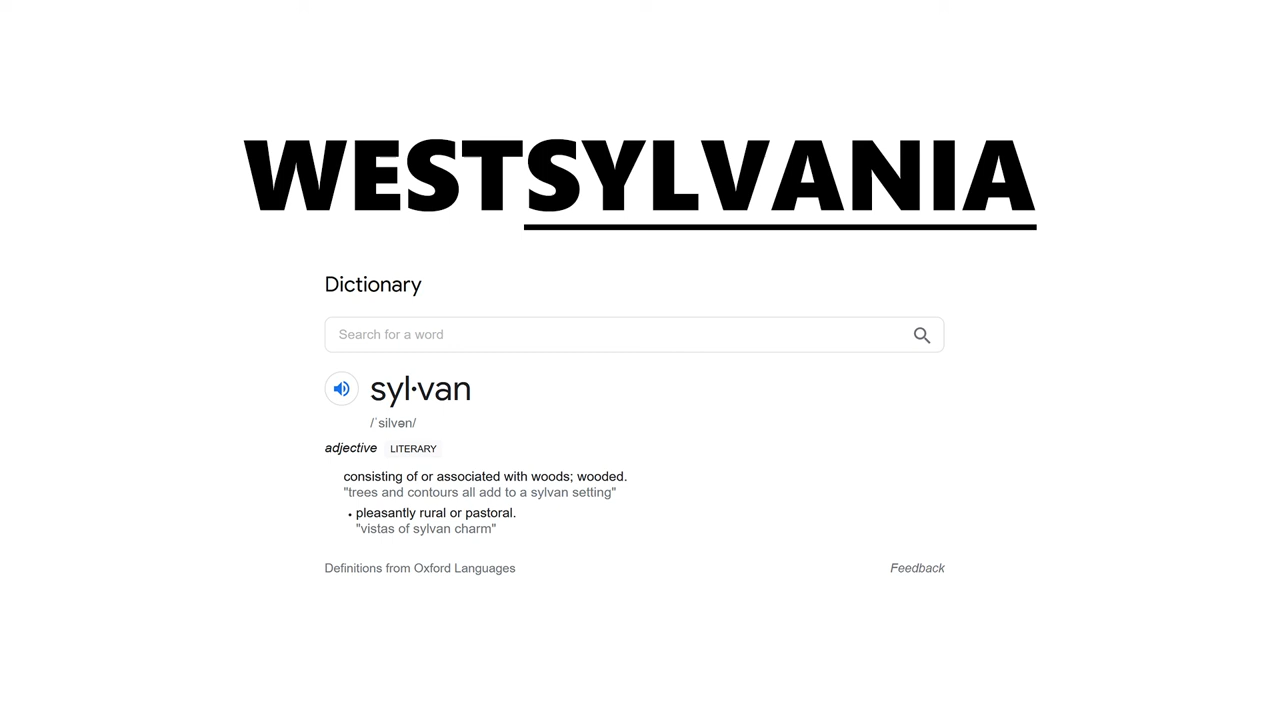 WESTSYLVANIA
Dictionary
Search for a word
syl·van
/ˈsilvən/
adjective LITERARY
consisting of or associated with woods; wooded.
"trees and contours all add to a sylvan setting"
• pleasantly rural or pastoral.
"vistas of sylvan charm"
Definitions from Oxford Languages Feedback